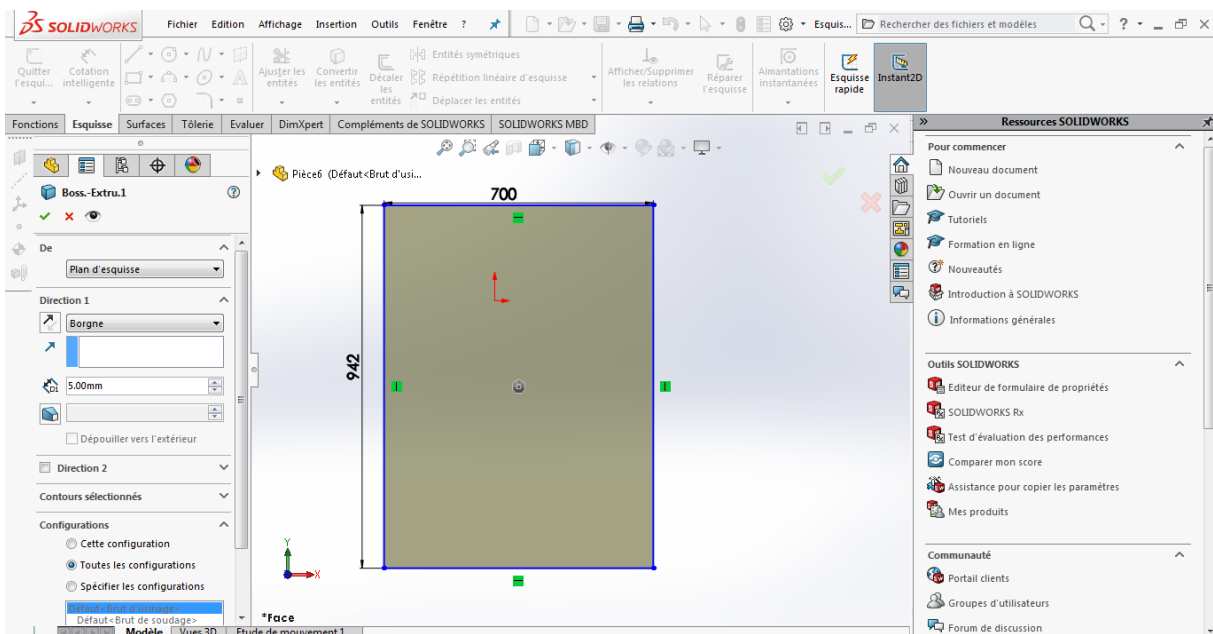 SOLIDWORKS
Fichier Edition Affichage Insertion Outils Fenêtre ?
Esquis...
Rechercher des fichiers et modèles
?
Quitter l'esqui...
Cotation intelligente
Ajuster les entités
Convertir les entités
Décaler les entités
Entités symétriques
Répétition linéaire d'esquisse
Déplacer les entités
Afficher/Supprimer les relations
Réparer l'esquisse
Aimantations instantanées
Esquisse rapide
Instant2D
Fonctions Esquisse Surfaces Tôlerie Evaluer DimXpert Compléments de SOLIDWORKS SOLIDWORKS MBD
Boss.-Extru.1
De
Plan d'esquisse
Direction 1
Borgne
D1
5.00mm
Dépouiller vers l'extérieur
Direction 2
Contours sélectionnés
Configurations
Cette configuration
Toutes les configurations
Spécifier les configurations
Défaut<Brut d'usinage>
Défaut<Brut de soudage>
Modèle Vues 3D Etude de mouvement 1
Pièce6 (Défaut<Brut d'usi...
700
942
Y
X
*Face
Ressources SOLIDWORKS
Pour commencer
Nouveau document
Ouvrir un document
Tutoriels
Formation en ligne
Nouveautés
Introduction à SOLIDWORKS
Informations générales
Outils SOLIDWORKS
Editeur de formulaire de propriétés
SOLIDWORKS Rx
Test d'évaluation des performances
Comparer mon score
Assistance pour copier les paramètres
Mes produits
Communauté
Portail clients
Groupes d'utilisateurs
Forum de discussion